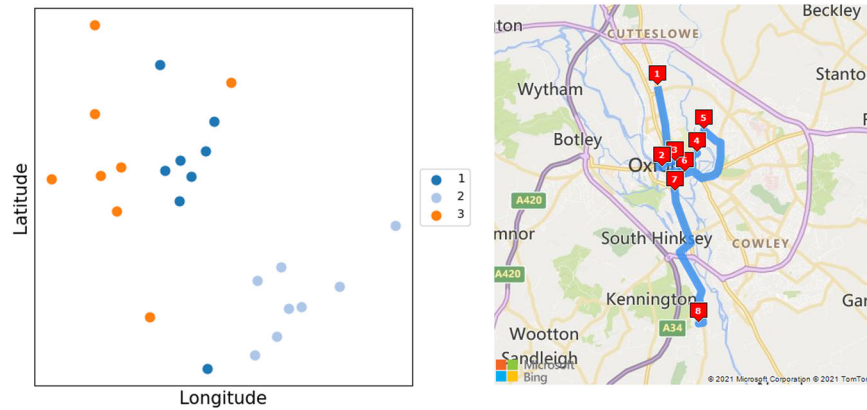 Latitude
Longitude
1
2
3
Beckley
ton
CUTTESLOWE
Stanto
1
Wytham
5
Botley
4
3
2
Oxf
6
7
A420
mnor
South Hinksey
COWLEY
A420
Kennington
Gar
8
A34
Wootton
Sandleigh
Microsoft
Bing
© 2021 Microsoft Corporation © 2021 TomTom